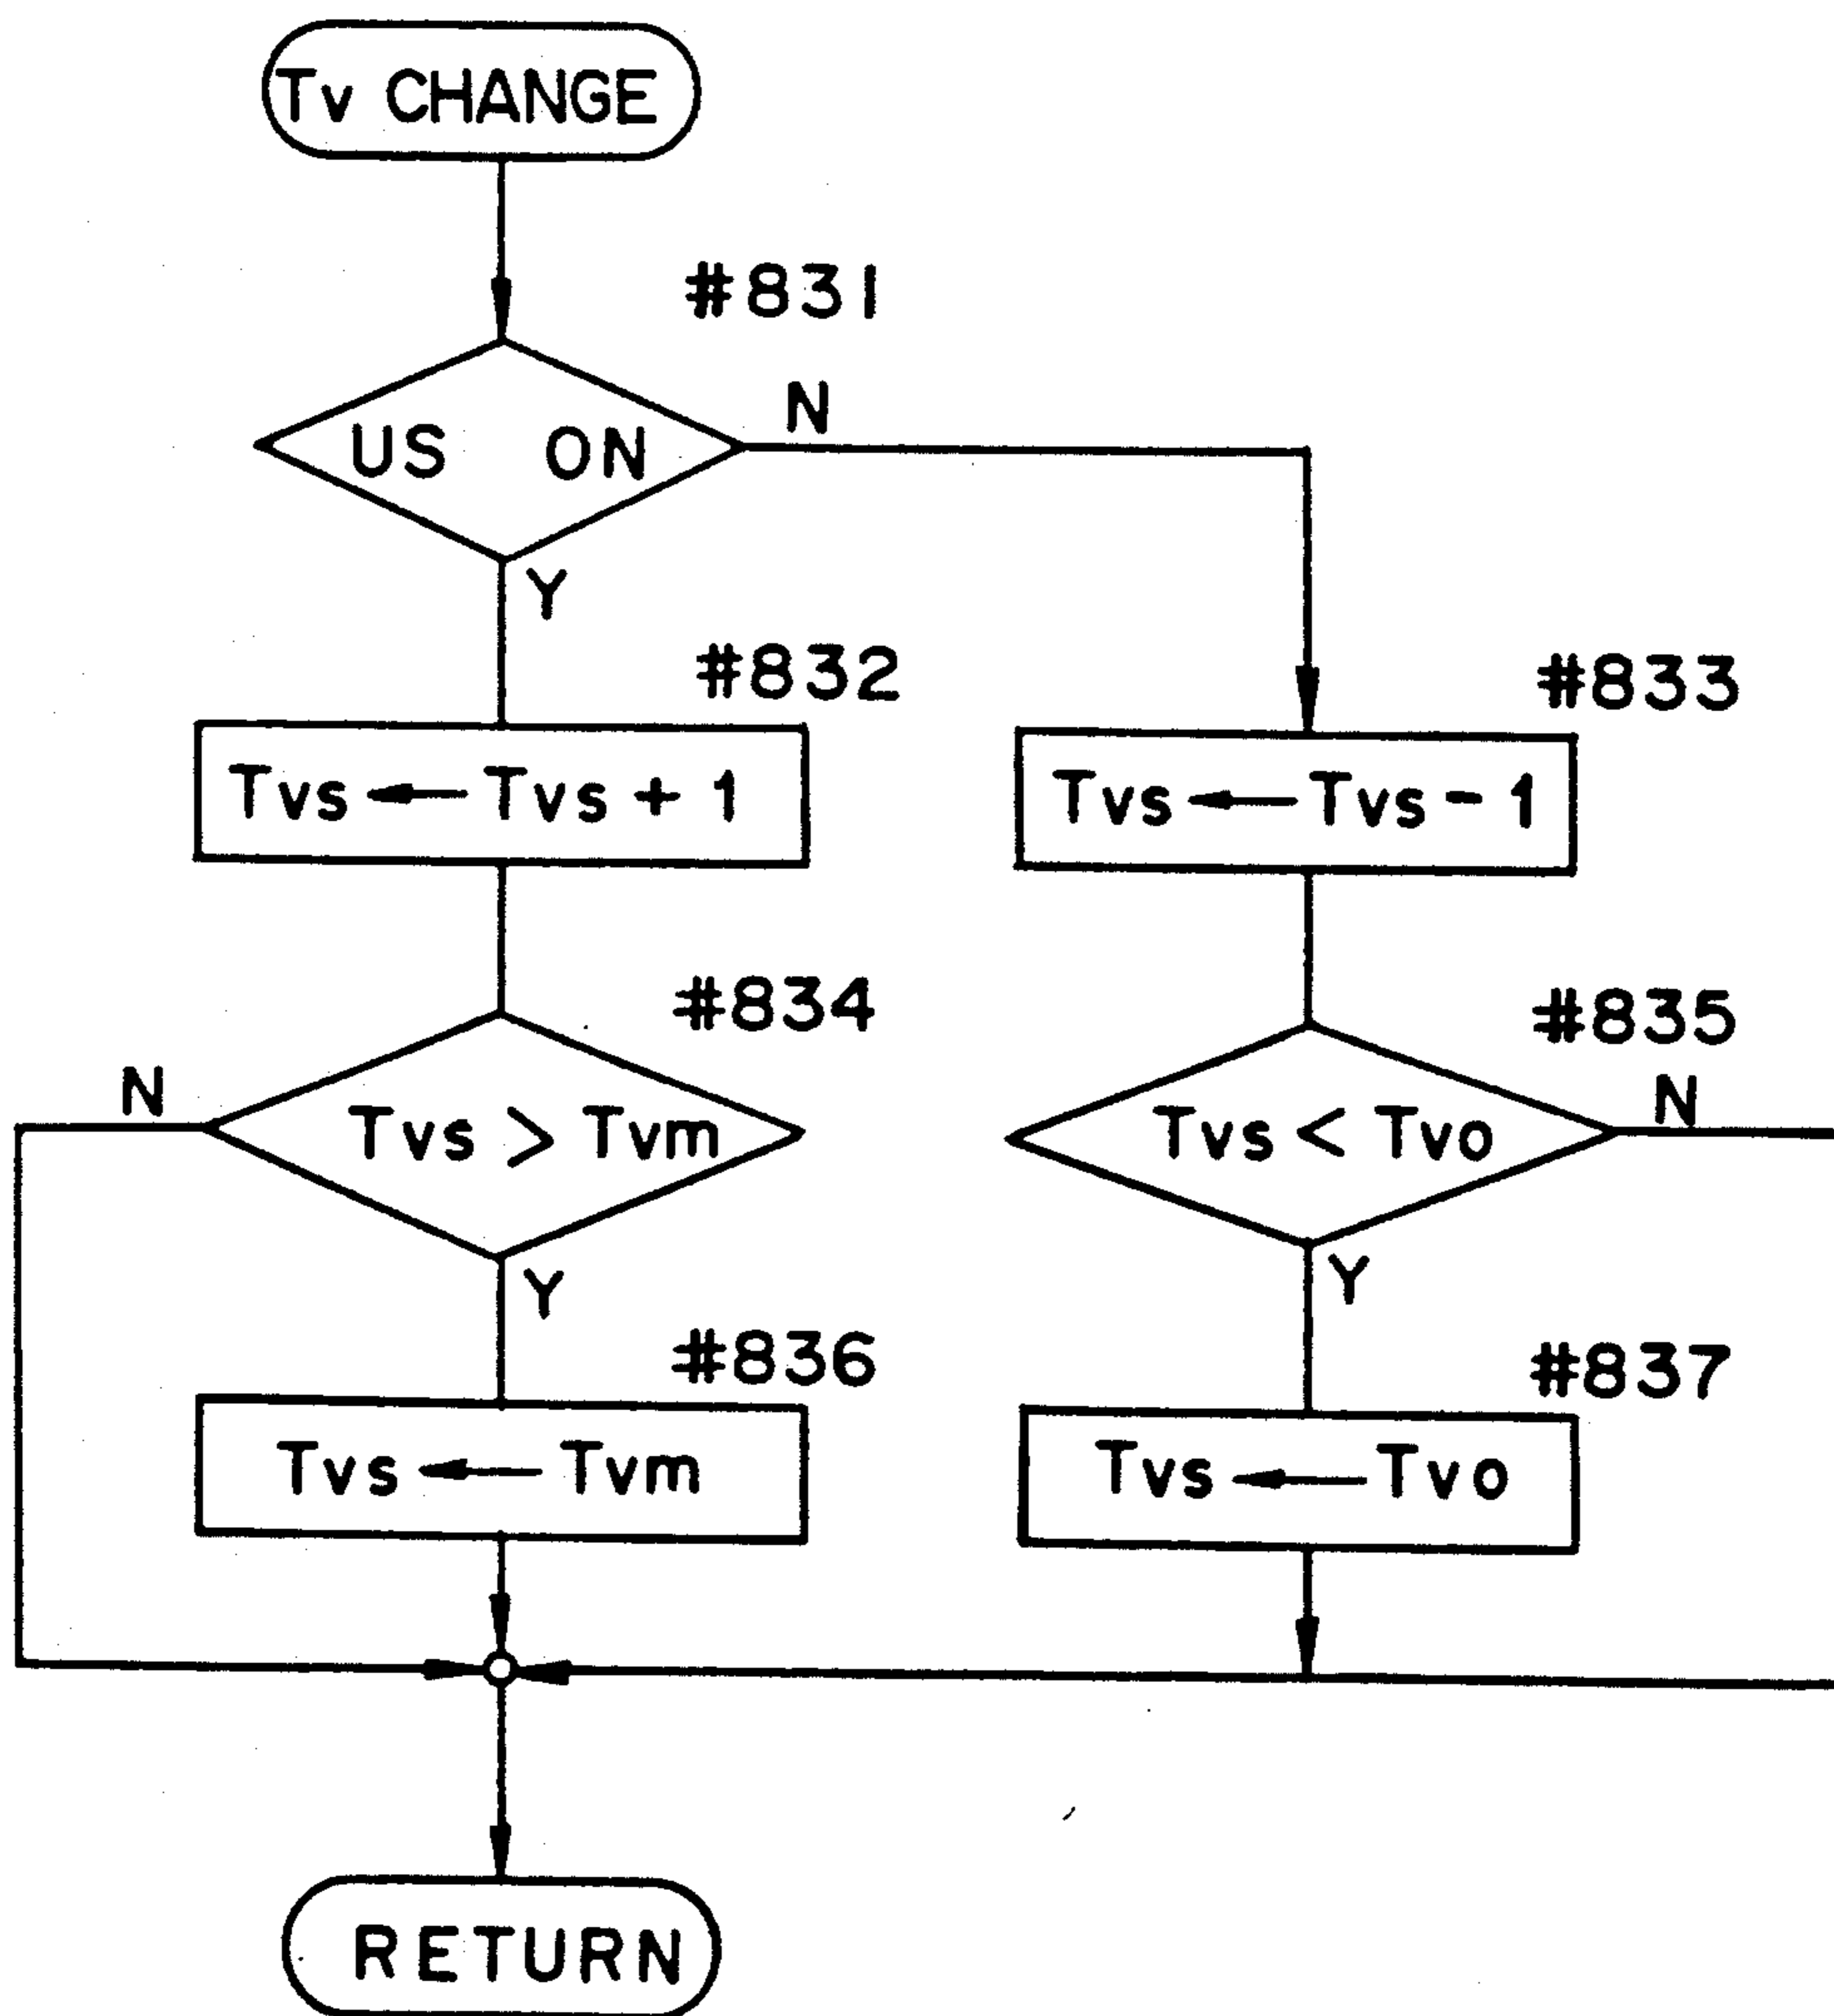 Tv CHANGE
#831
US ON
N
Y
#832
#833
Tvs ← Tvs + 1
Tvs ← Tvs - 1
#834
#835
N
Tvs > Tvm
Tvs < Tvo
N
Y
Y
#836
#837
Tvs ← Tvm
Tvs ← Tvo
RETURN